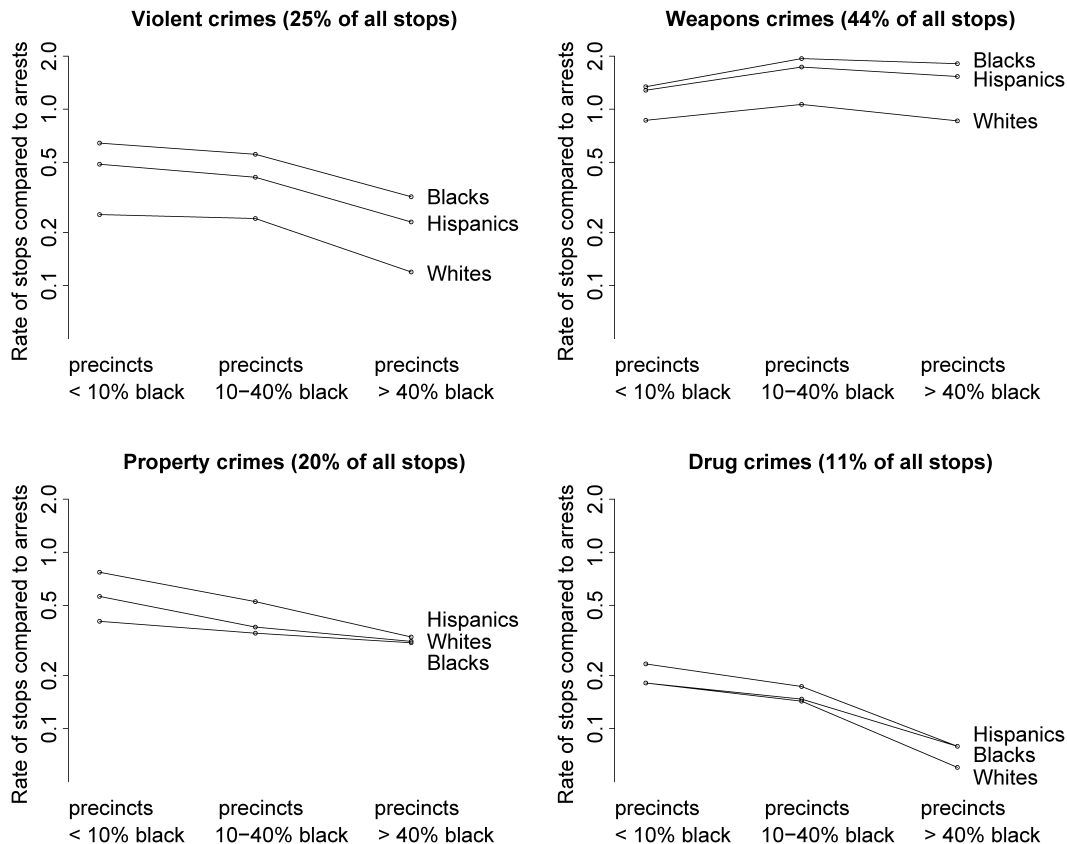 Violent crimes (25% of all stops)
Rate of stops compared to arrests
2.0
1.0
0.5
0.2
0.1
Blacks
Hispanics
Whites
precincts
< 10% black
precincts
10−40% black
precincts
> 40% black
Weapons crimes (44% of all stops)
Rate of stops compared to arrests
2.0
1.0
0.5
0.2
0.1
Blacks
Hispanics
Whites
precincts
< 10% black
precincts
10−40% black
precincts
> 40% black
Property crimes (20% of all stops)
Rate of stops compared to arrests
2.0
1.0
0.5
0.2
0.1
Hispanics
Whites
Blacks
precincts
< 10% black
precincts
10−40% black
precincts
> 40% black
Drug crimes (11% of all stops)
Rate of stops compared to arrests
2.0
1.0
0.5
0.2
0.1
Hispanics
Blacks
Whites
precincts
< 10% black
precincts
10−40% black
precincts
> 40% black